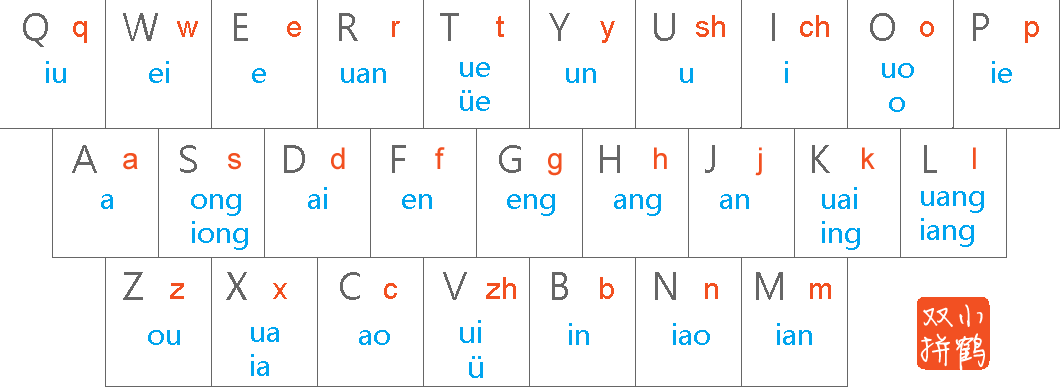 Q q W w E e R r T t Y y U sh I ch O o P p
iu ei e uan ue un u i uo ie
üe o
A a S s D d F f G g H h J j K k L l
a ong ai en eng ang an uai uang
iong ing iang
Z z X x C c V zh B b N n M m
ou ua ao ui in iao ian
ia ü
双小
拼鹤